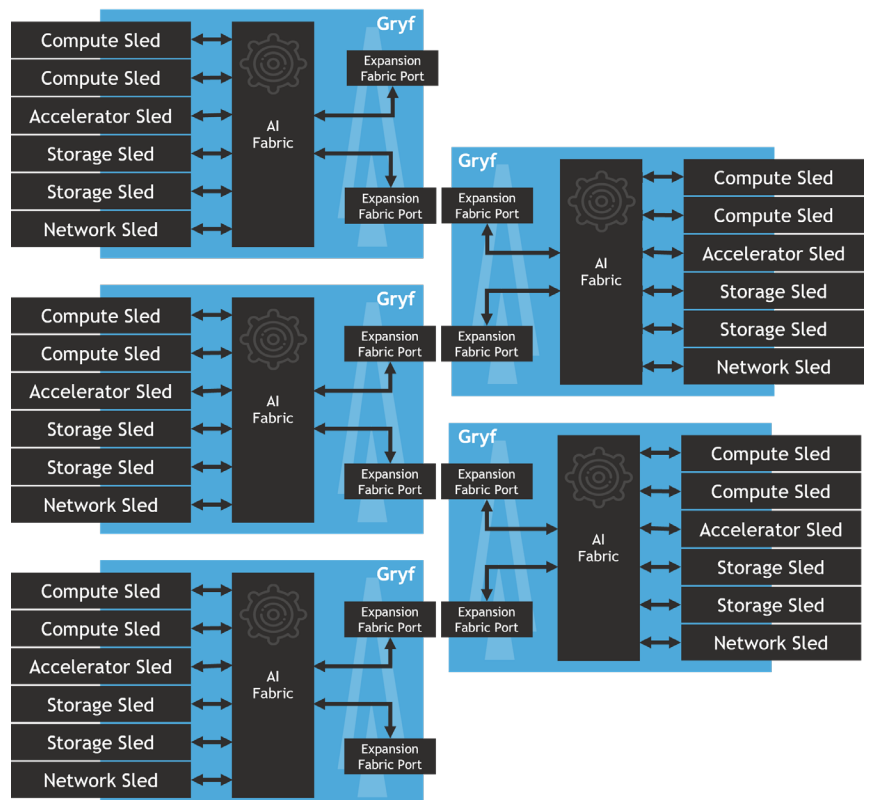 Gryf
Compute Sled
Compute Sled
Accelerator Sled
Storage Sled
Storage Sled
Network Sled
AI
Fabric
Expansion
Fabric Port
Expansion
Fabric Port
Gryf
Expansion
Fabric Port
Expansion
Fabric Port
AI
Fabric
Compute Sled
Compute Sled
Accelerator Sled
Storage Sled
Storage Sled
Network Sled
Gryf
Compute Sled
Compute Sled
Accelerator Sled
Storage Sled
Storage Sled
Network Sled
AI
Fabric
Expansion
Fabric Port
Expansion
Fabric Port
Gryf
Expansion
Fabric Port
Expansion
Fabric Port
AI
Fabric
Compute Sled
Compute Sled
Accelerator Sled
Storage Sled
Storage Sled
Network Sled
Gryf
Compute Sled
Compute Sled
Accelerator Sled
Storage Sled
Storage Sled
Network Sled
AI
Fabric
Expansion
Fabric Port
Expansion
Fabric Port